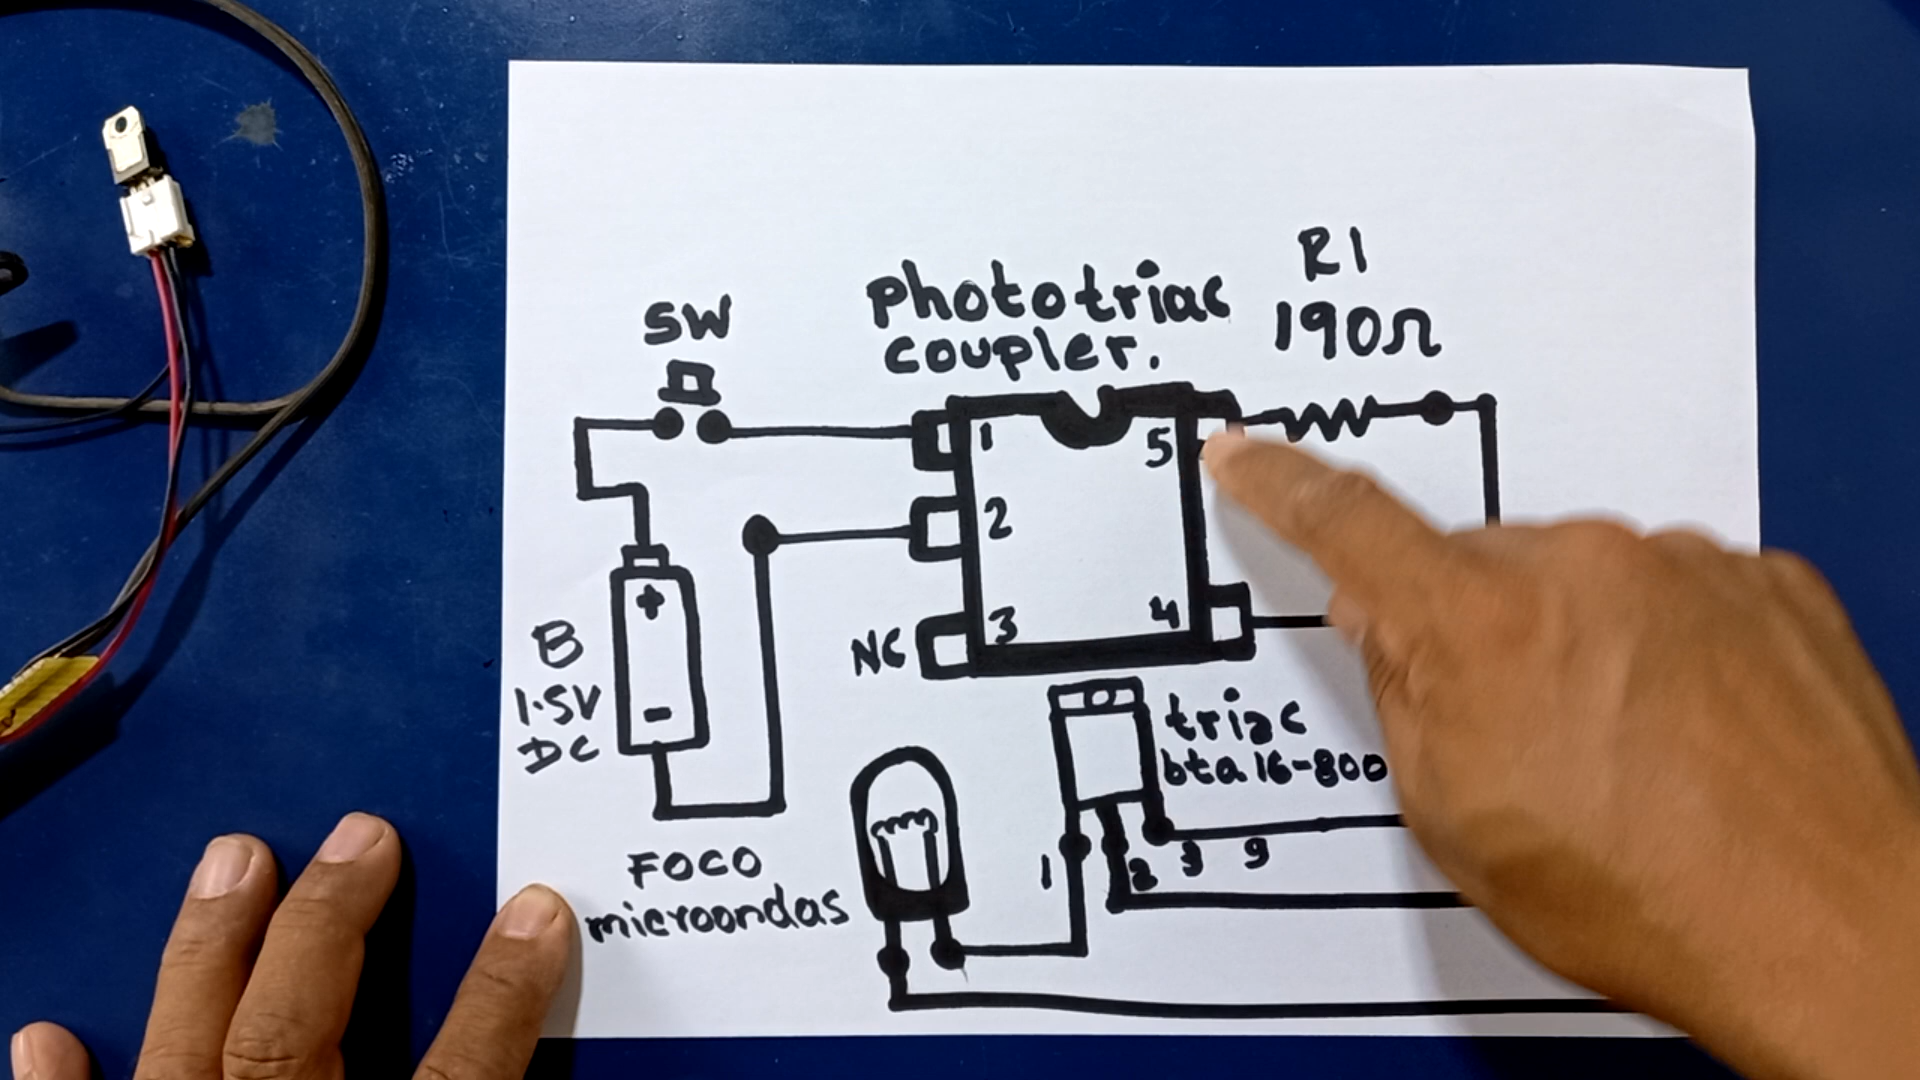 R1
190Ω
Phototriac
coupler.
SW
1
5
2
3
4
NC
+
-
B
1.5V
DC
triac
bta 16-800
1
2
3
g
FOCO
microondas